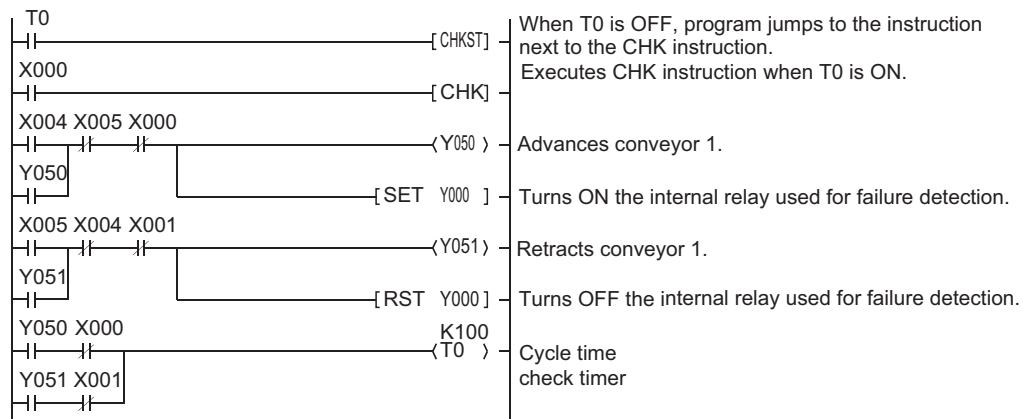 T0
[ CHKST]
When T0 is OFF, program jumps to the instruction
next to the CHK instruction.
X000
[ CHK]
Executes CHK instruction when T0 is ON.
X004 X005 X000
( Y050 )
Advances conveyor 1.
Y050
[ SET Y000 ]
Turns ON the internal relay used for failure detection.
X005 X004 X001
( Y051 )
Retracts conveyor 1.
Y051
[ RST Y000 ]
Turns OFF the internal relay used for failure detection.
Y050 X000
K100
( T0 )
Cycle time
check timer
Y051 X001